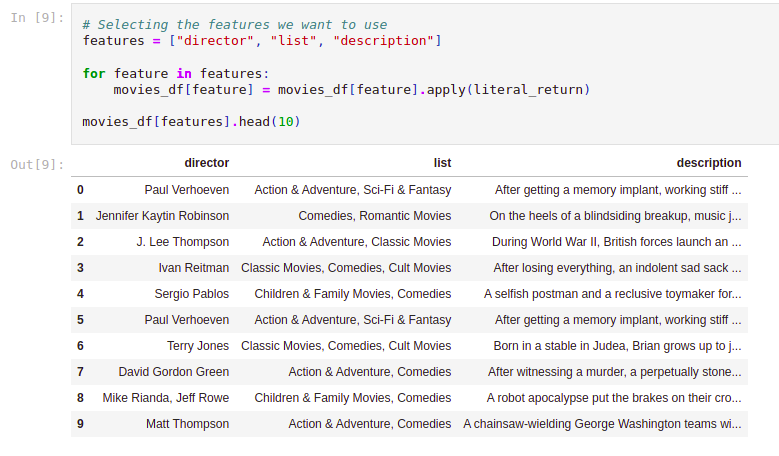 In [9]:
# Selecting the features we want to use
features = ["director", "list", "description"]
for feature in features:
    movies_df[feature] = movies_df[feature].apply(literal_return)
movies_df[features].head(10)
Out[9]:
director list description
0 Paul Verhoeven Action & Adventure, Sci-Fi & Fantasy After getting a memory implant, working stiff ...
1 Jennifer Kaytin Robinson Comedies, Romantic Movies On the heels of a blindsiding breakup, music j...
2 J. Lee Thompson Action & Adventure, Classic Movies During World War II, British forces launch an ...
3 Ivan Reitman Classic Movies, Comedies, Cult Movies After losing everything, an indolent sad sack ...
4 Sergio Pablos Children & Family Movies, Comedies A selfish postman and a reclusive toymaker for...
5 Paul Verhoeven Action & Adventure, Sci-Fi & Fantasy After getting a memory implant, working stiff ...
6 Terry Jones Classic Movies, Comedies, Cult Movies Born in a stable in Judea, Brian grows up to j...
7 David Gordon Green Action & Adventure, Comedies After witnessing a murder, a perpetually stone...
8 Mike Rianda, Jeff Rowe Children & Family Movies, Comedies A robot apocalypse put the brakes on their cro...
9 Matt Thompson Action & Adventure, Comedies A chainsaw-wielding George Washington teams wi...